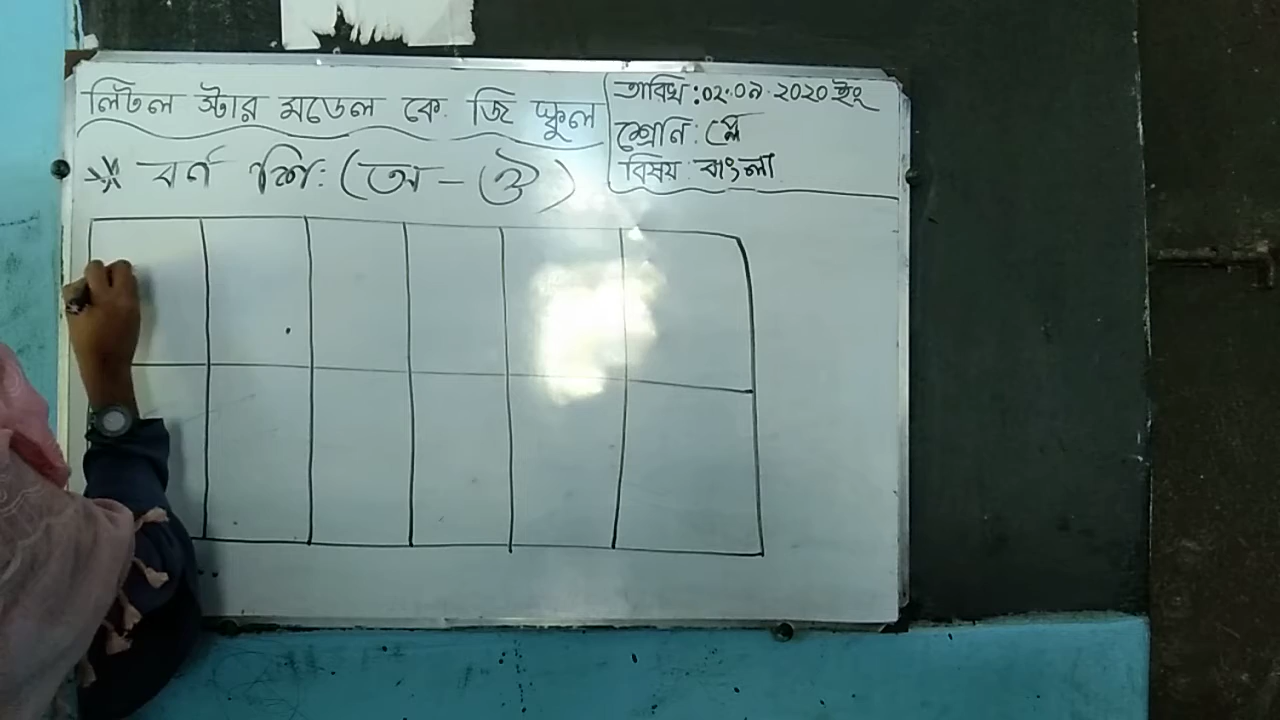 লিটল স্টার মডেল কে. জি স্কুল
তারিখ:০২·০৯·২০২০ ইং
শ্রেনি: প্লে
বিষয়: বাংলা
* বর্ণ শি: (অ - ঔ)